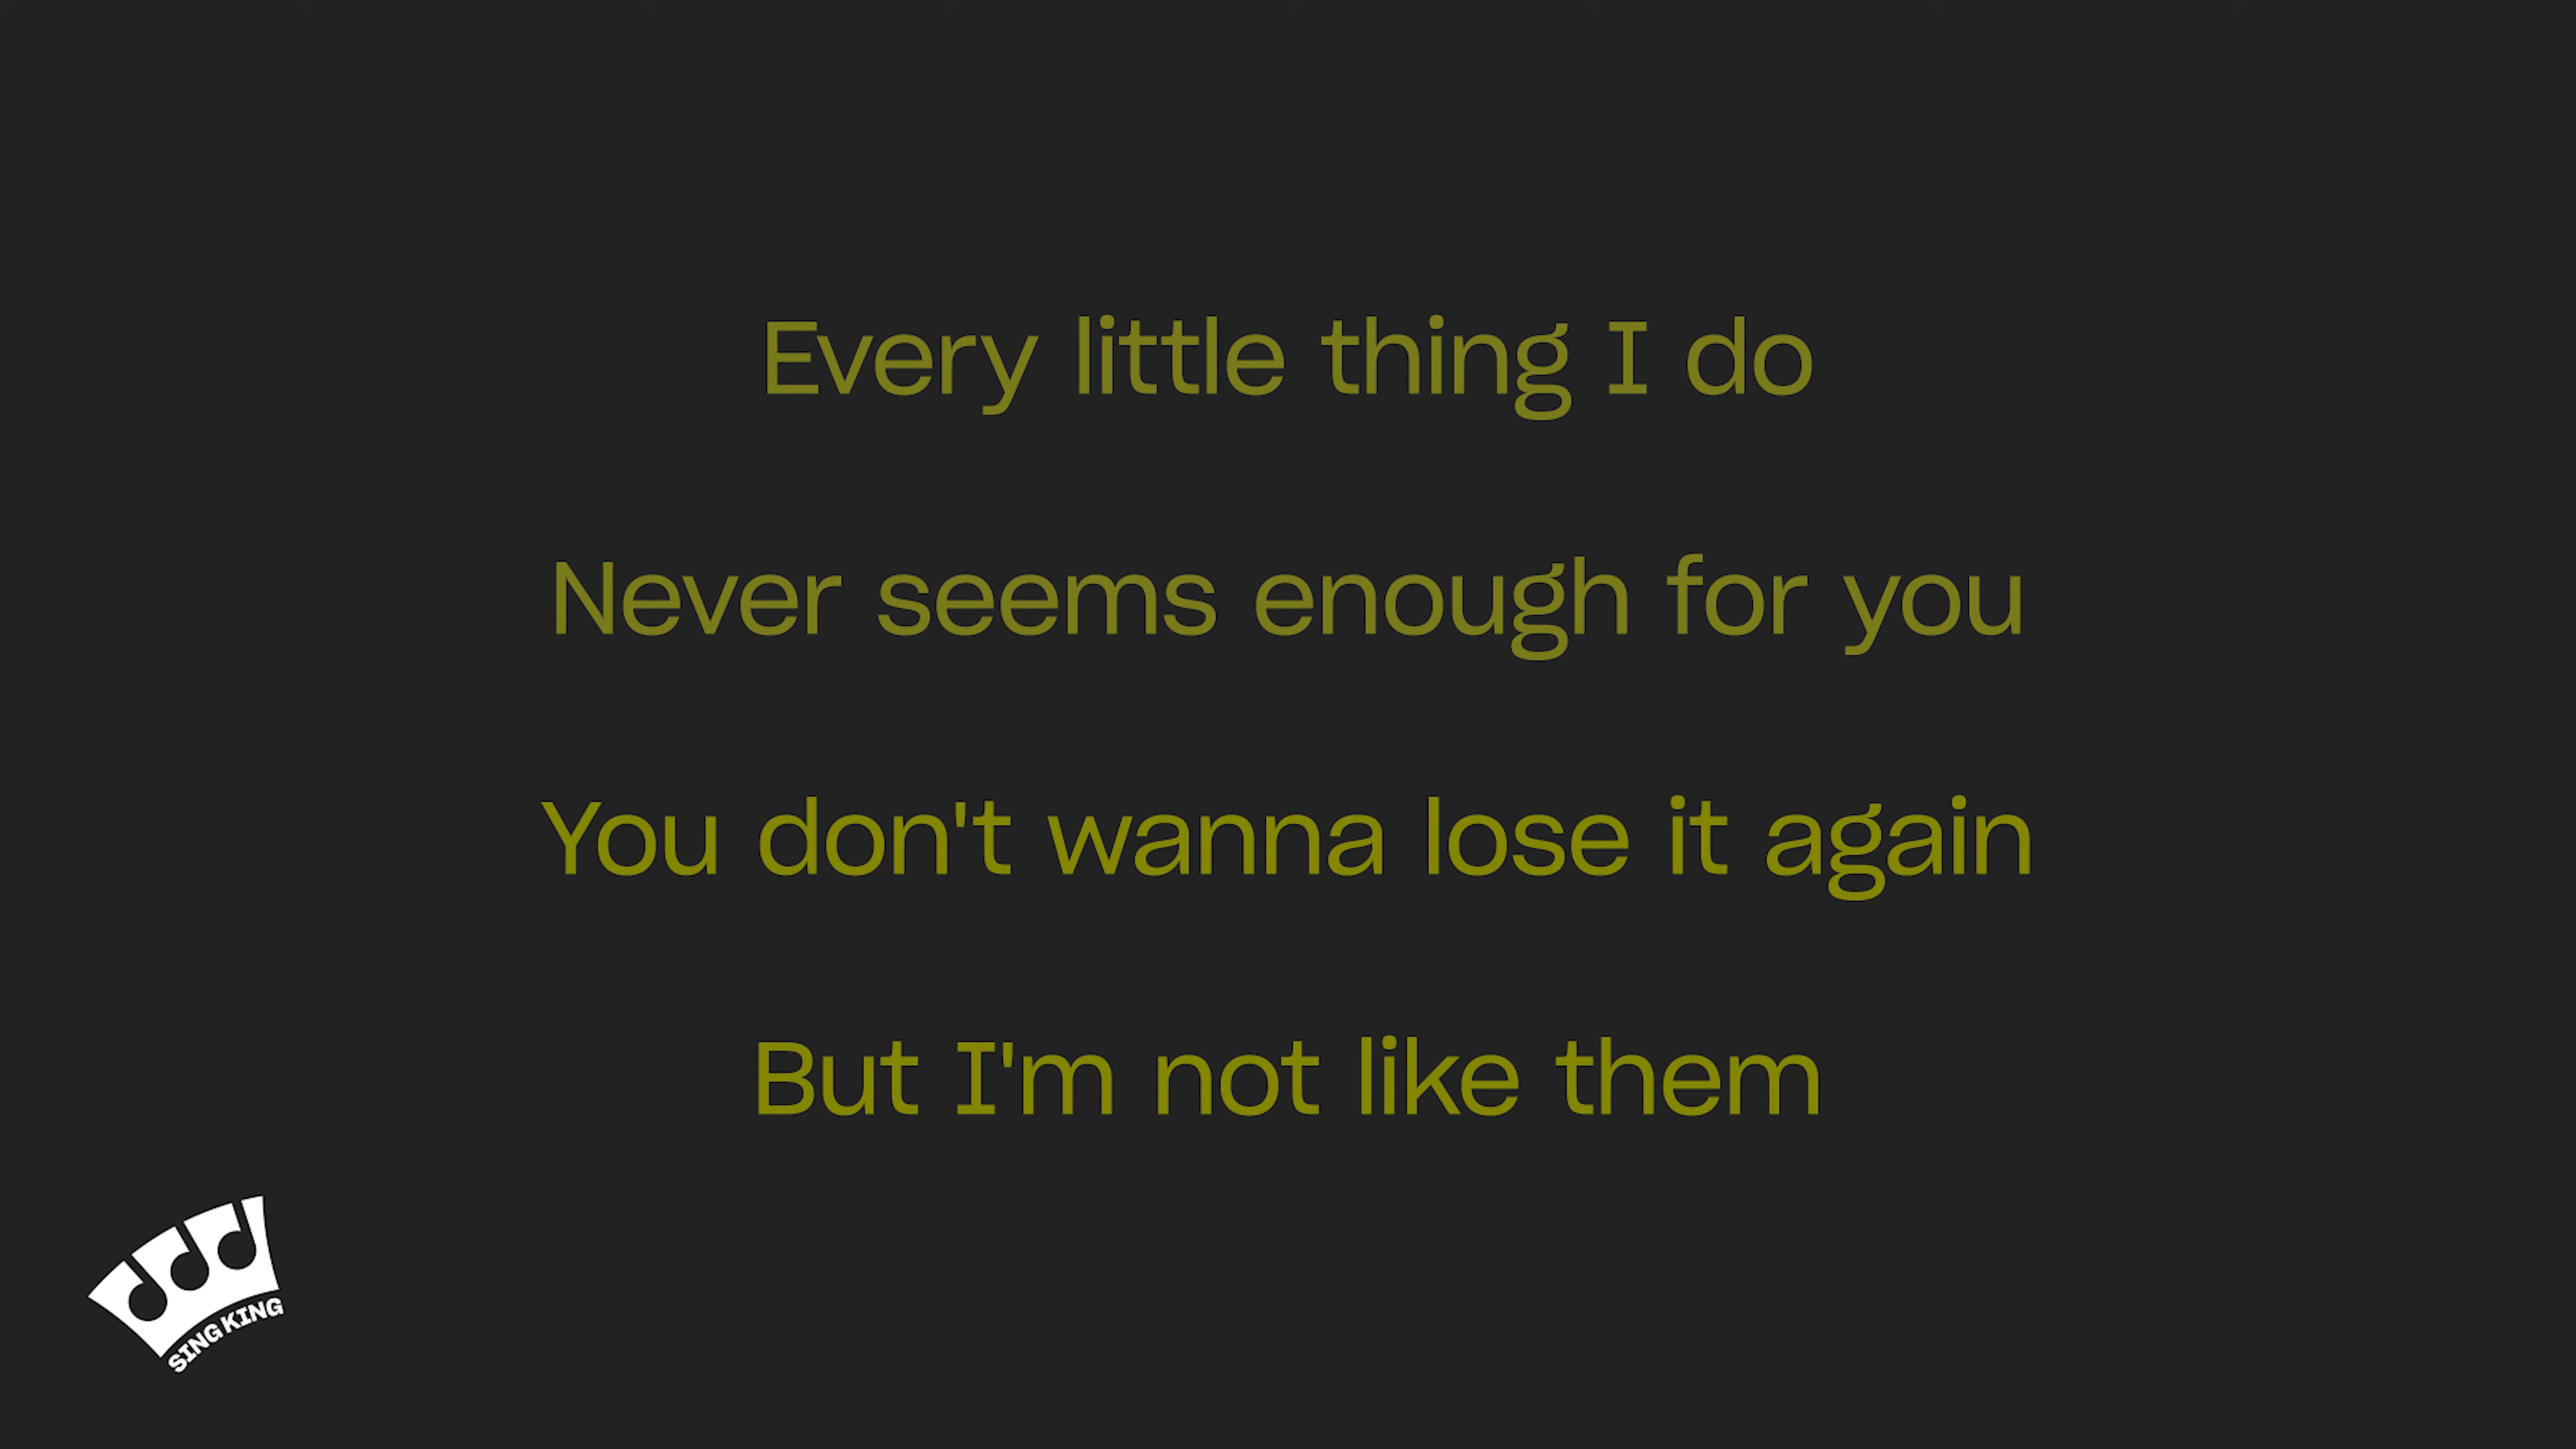 Every little thing I do
Never seems enough for you
You don't wanna lose it again
But I'm not like them
SING KING